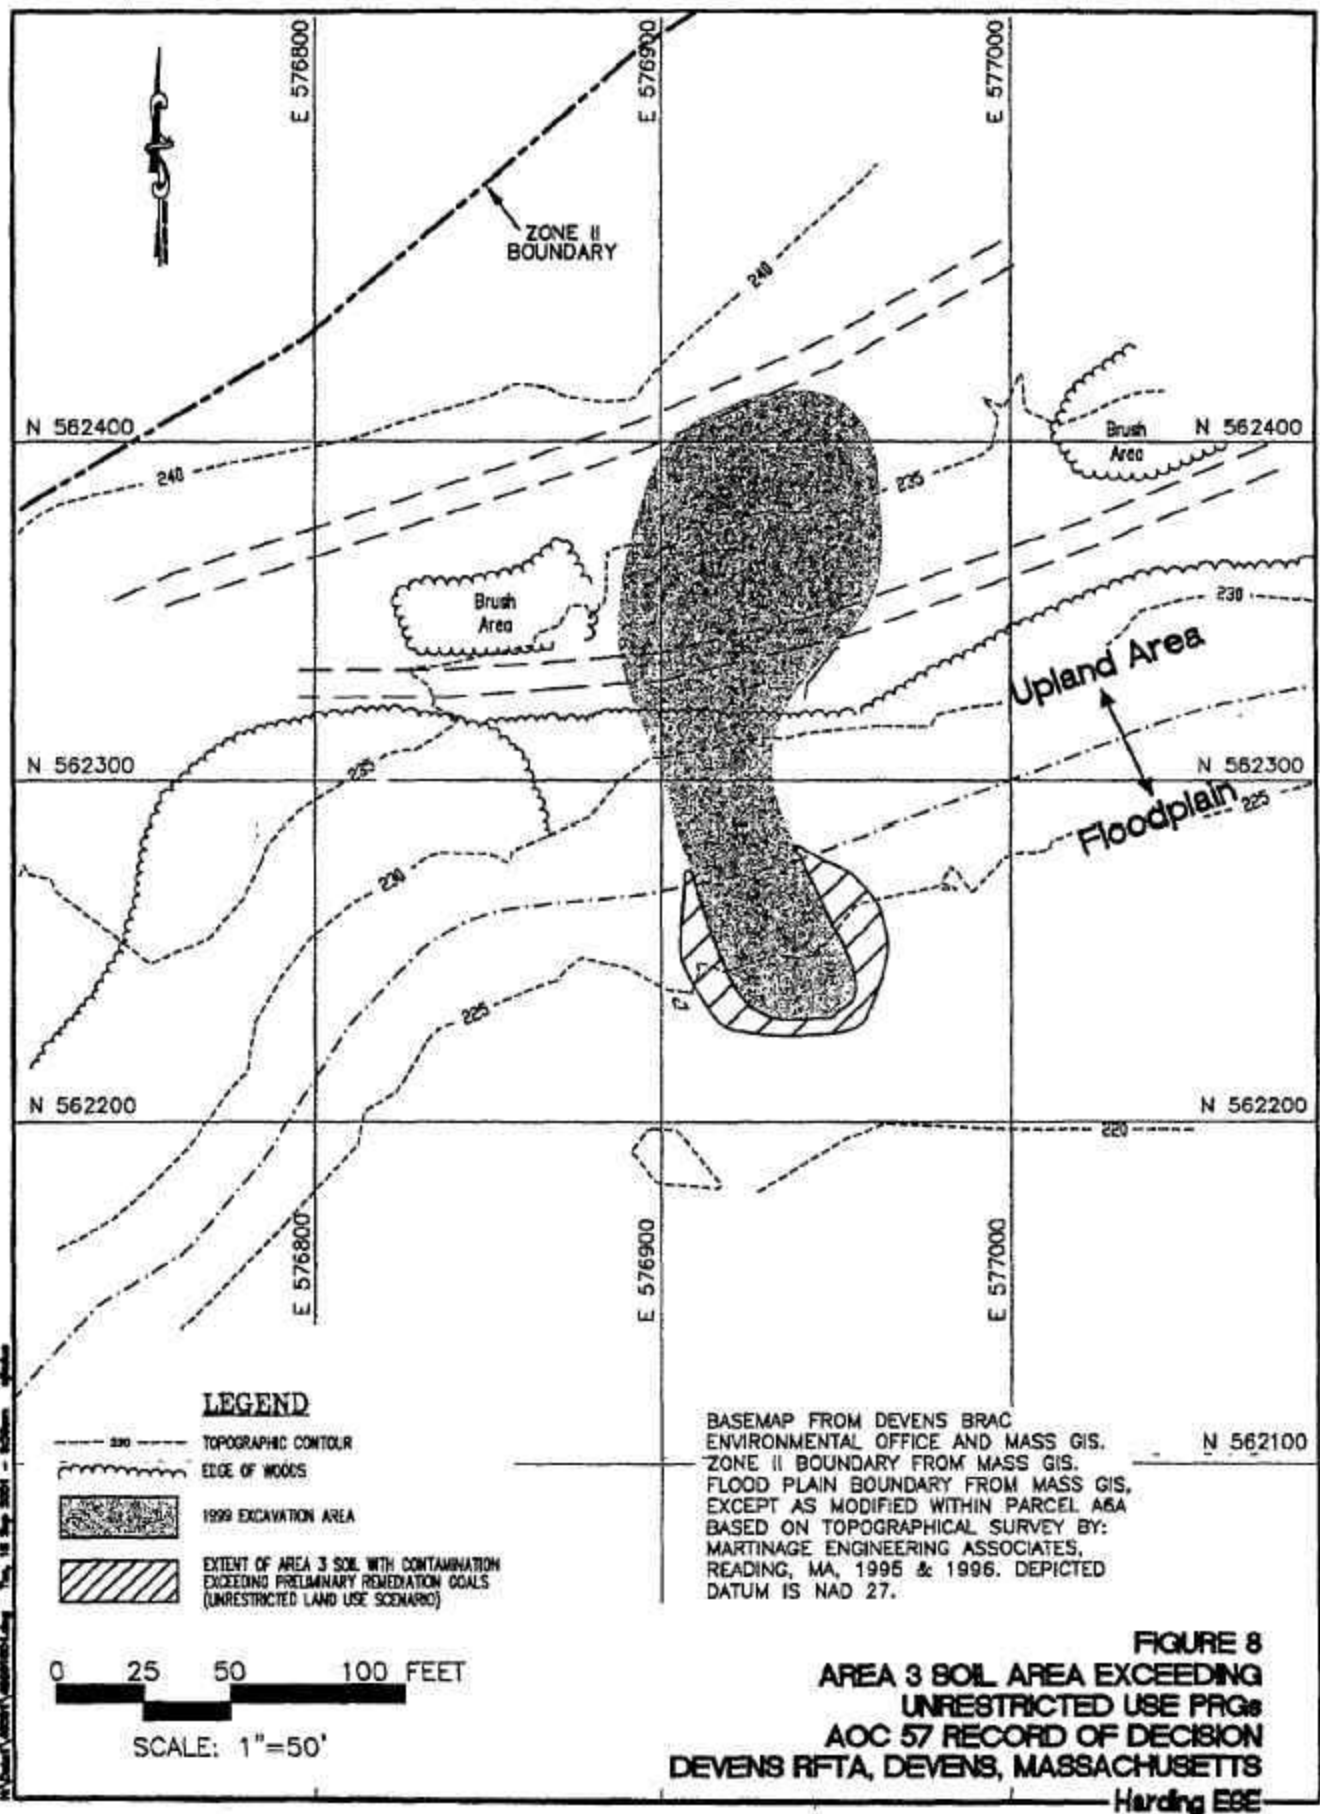 E 576800
E 576900
E 577000
ZONE II
BOUNDARY
240
N 562400
Brush
Area
N 562400
240
235
Brush
Area
230
Upland Area
N 562300
235
N 562300
Floodplain
225
230
225
N 562200
N 562200
220
E 576800
E 576900
E 577000
LEGEND
230 TOPOGRAPHIC CONTOUR
EDGE OF WOODS
1999 EXCAVATION AREA
EXTENT OF AREA 3 SOIL WITH CONTAMINATION
EXCEEDING PRELIMINARY REMEDIATION GOALS
(UNRESTRICTED LAND USE SCENARIO)
BASEMAP FROM DEVENS BRAC
ENVIRONMENTAL OFFICE AND MASS GIS.
ZONE II BOUNDARY FROM MASS GIS.
FLOOD PLAIN BOUNDARY FROM MASS GIS,
EXCEPT AS MODIFIED WITHIN PARCEL A6A
BASED ON TOPOGRAPHICAL SURVEY BY:
MARTINAGE ENGINEERING ASSOCIATES,
READING, MA, 1995 & 1996. DEPICTED
DATUM IS NAD 27.
N 562100
0 25 50 100 FEET
SCALE: 1"=50'
FIGURE 8
AREA 3 SOIL AREA EXCEEDING
UNRESTRICTED USE PRGs
AOC 57 RECORD OF DECISION
DEVENS RFTA, DEVENS, MASSACHUSETTS
Harding ESE